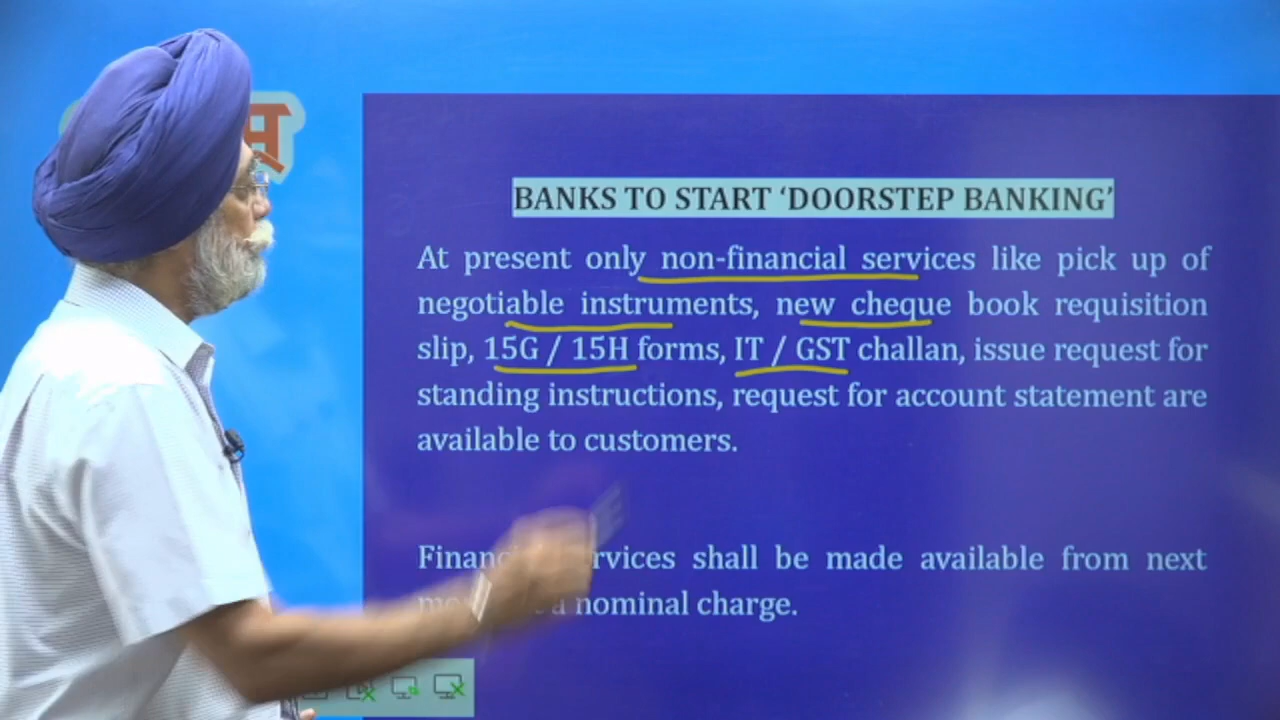 BANKS TO START ‘DOORSTEP BANKING’
At present only non-financial services like pick up of
negotiable instruments, new cheque book requisition
slip, 15G / 15H forms, IT / GST challan, issue request for
standing instructions, request for account statement are
available to customers.
shall be made available from next
nominal charge.